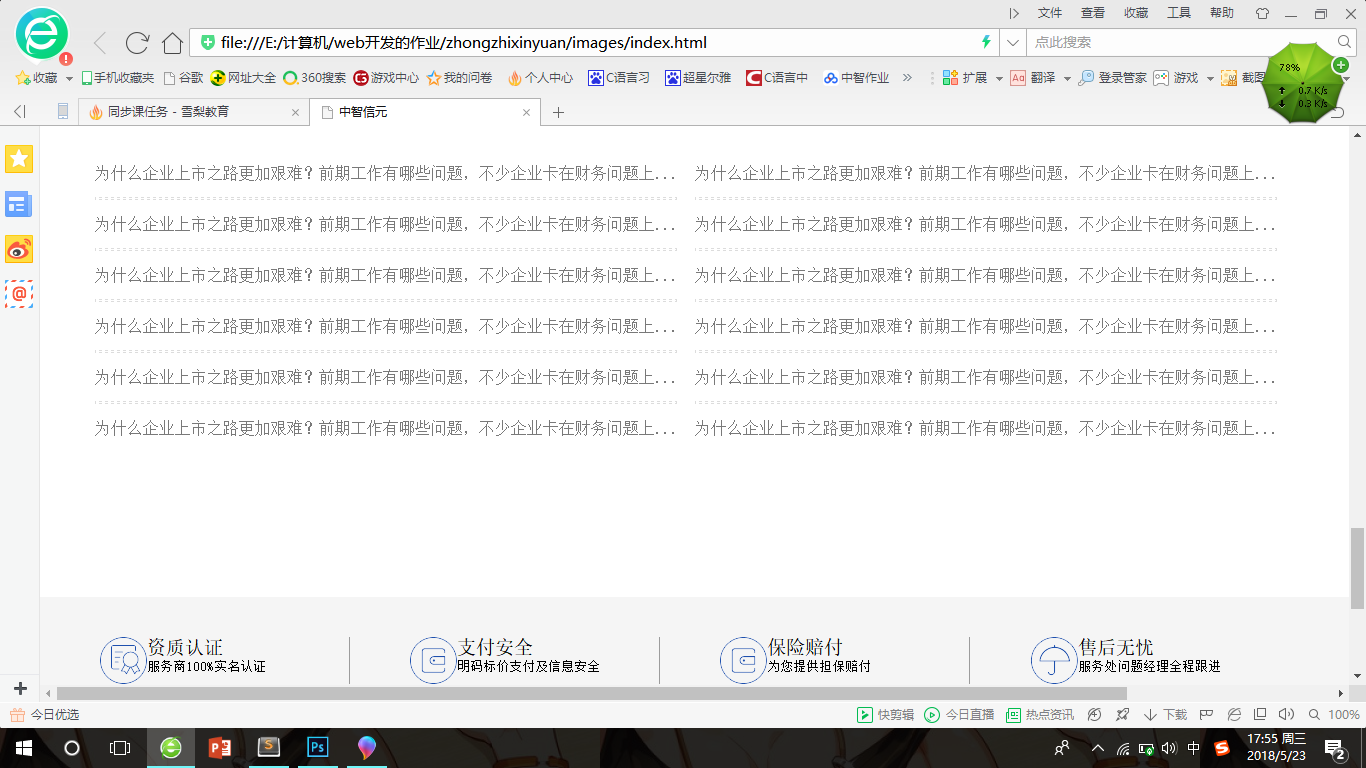 文件 查看 收藏 工具 帮助
file:///E:/计算机/web开发的作业/zhongzhixinyuan/images/index.html
点此搜索
收藏 手机收藏夹 谷歌 网址大全 360搜索 游戏中心 我的问卷 个人中心 C语言习 超星尔雅 C语言中 中智作业 » 扩展 Aa 翻译 登录管家 游戏 截图
78%
0.7 K/s
0.3 K/s
同步课任务 - 雪梨教育 中智信元
为什么企业上市之路更加艰难？前期工作有哪些问题，不少企业卡在财务问题上... 为什么企业上市之路更加艰难？前期工作有哪些问题，不少企业卡在财务问题上...
为什么企业上市之路更加艰难？前期工作有哪些问题，不少企业卡在财务问题上... 为什么企业上市之路更加艰难？前期工作有哪些问题，不少企业卡在财务问题上...
为什么企业上市之路更加艰难？前期工作有哪些问题，不少企业卡在财务问题上... 为什么企业上市之路更加艰难？前期工作有哪些问题，不少企业卡在财务问题上...
为什么企业上市之路更加艰难？前期工作有哪些问题，不少企业卡在财务问题上... 为什么企业上市之路更加艰难？前期工作有哪些问题，不少企业卡在财务问题上...
为什么企业上市之路更加艰难？前期工作有哪些问题，不少企业卡在财务问题上... 为什么企业上市之路更加艰难？前期工作有哪些问题，不少企业卡在财务问题上...
为什么企业上市之路更加艰难？前期工作有哪些问题，不少企业卡在财务问题上... 为什么企业上市之路更加艰难？前期工作有哪些问题，不少企业卡在财务问题上...
资质认证 支付安全 保险赔付 售后无忧
服务商100%实名认证 明码标价支付及信息安全 为您提供担保赔付 服务处问题经理全程跟进
今日优选 快剪辑 今日直播 热点资讯 下载 100%
中 17:55 周三
2018/5/23
2